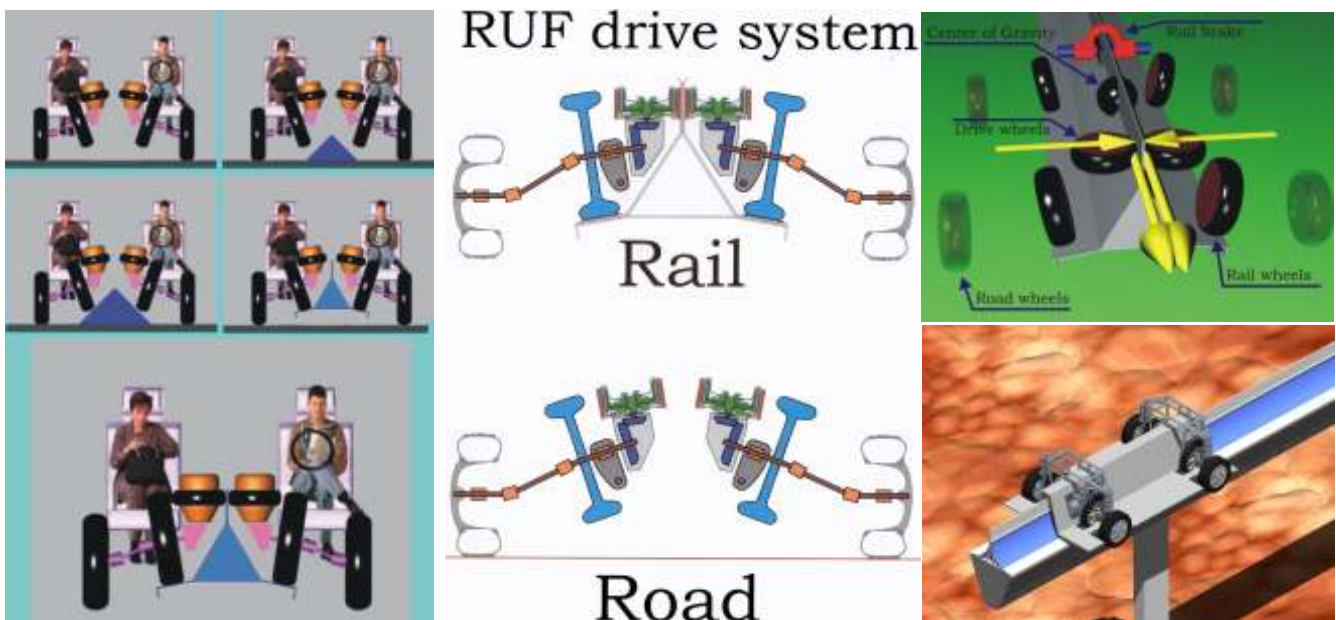 RUF drive system
Rail
Road
Center of Gravity
Rail brake
Drive wheels
Road wheels
Rail wheels